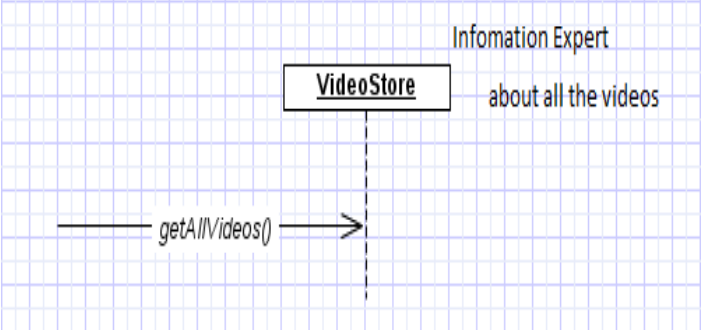 Infomation Expert
VideoStore
about all the videos
getAllVideos()